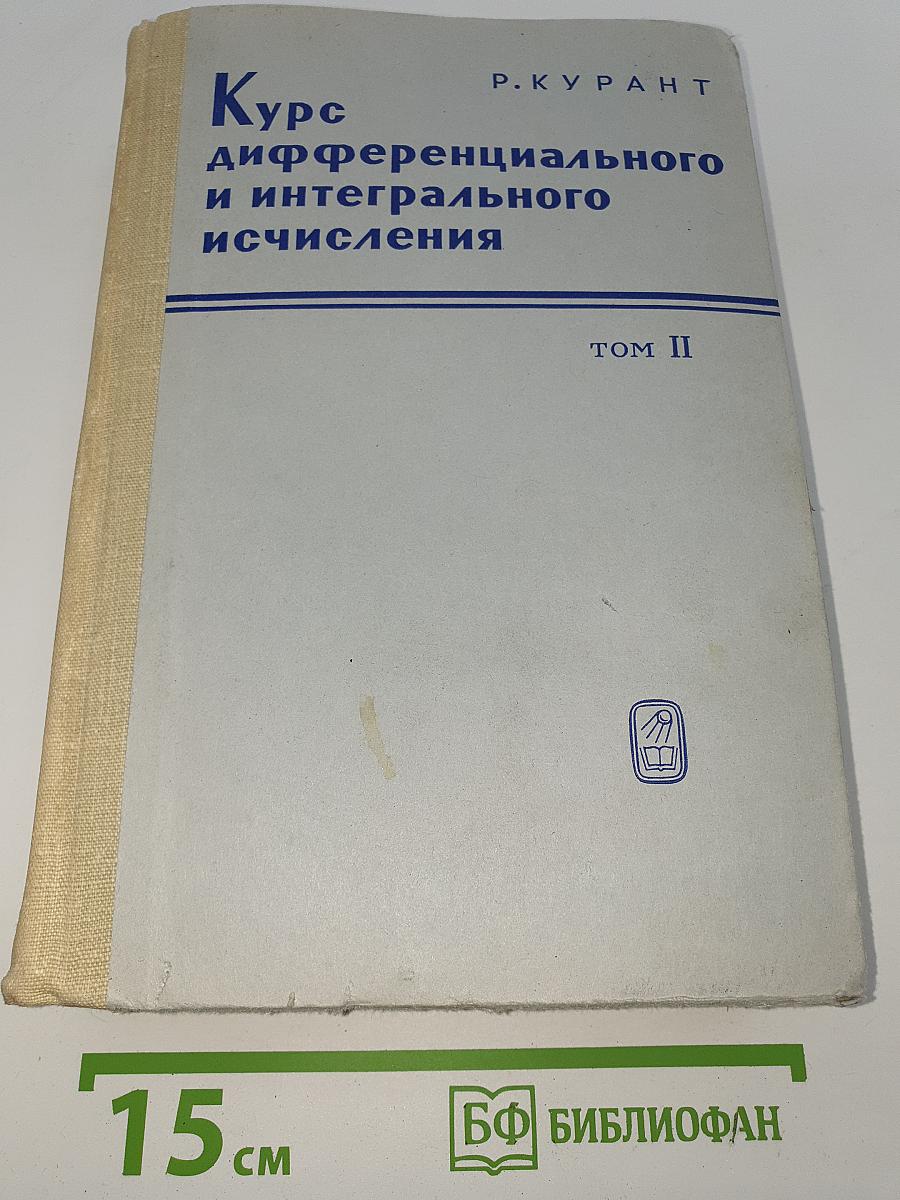 Р. КУРАНТ
Курс
дифференциального
и интегрального
исчисления
ТОМ II
15 см
БФ БИБЛИОФАН